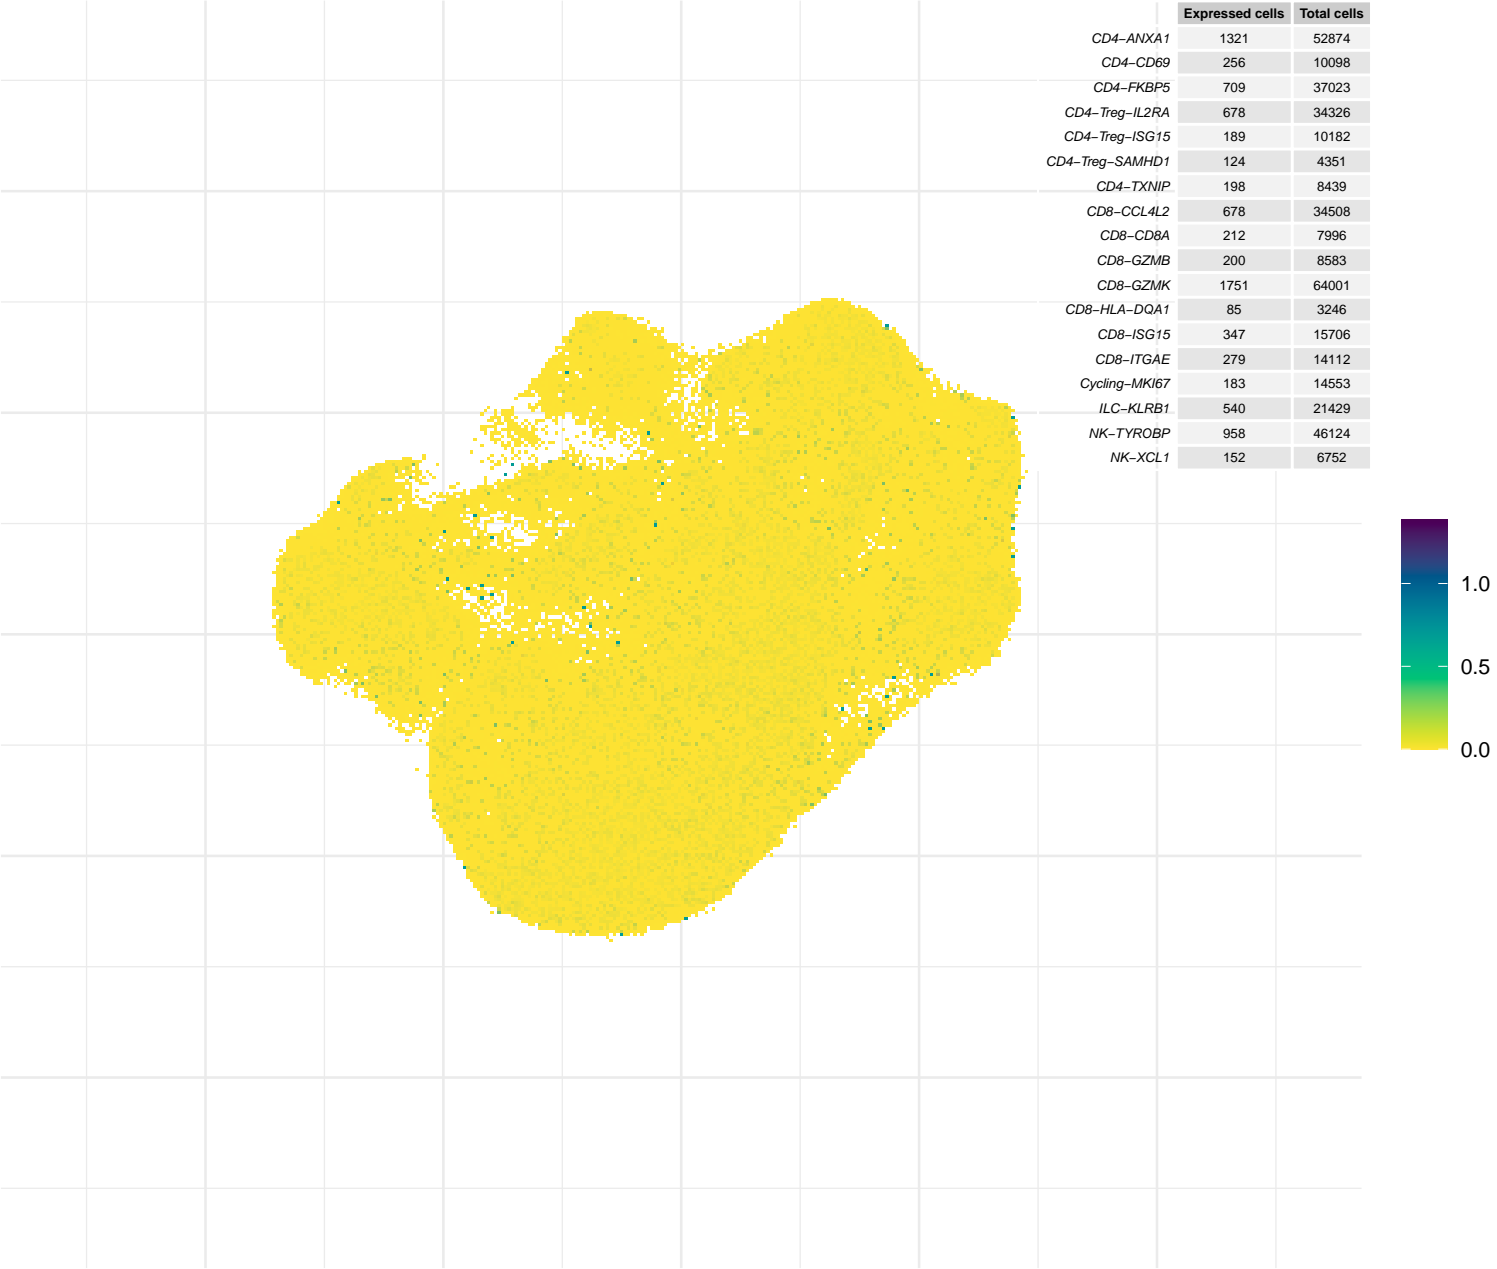 Expressed cells Total cells
CD4−ANXA1 1321 52874
CD4−CD69 256 10098
CD4−FKBP5 709 37023
CD4−Treg−IL2RA 678 34326
CD4−Treg−ISG15 189 10182
CD4−Treg−SAMHD1 124 4351
CD4−TXNIP 198 8439
CD8−CCL4L2 678 34508
CD8−CD8A 212 7996
CD8−GZMB 200 8583
CD8−GZMK 1751 64001
CD8−HLA−DQA1 85 3246
CD8−ISG15 347 15706
CD8−ITGAE 279 14112
Cycling−MKI67 183 14553
ILC−KLRB1 540 21429
NK−TYROBP 958 46124
NK−XCL1 152 6752
1.0
0.5
0.0